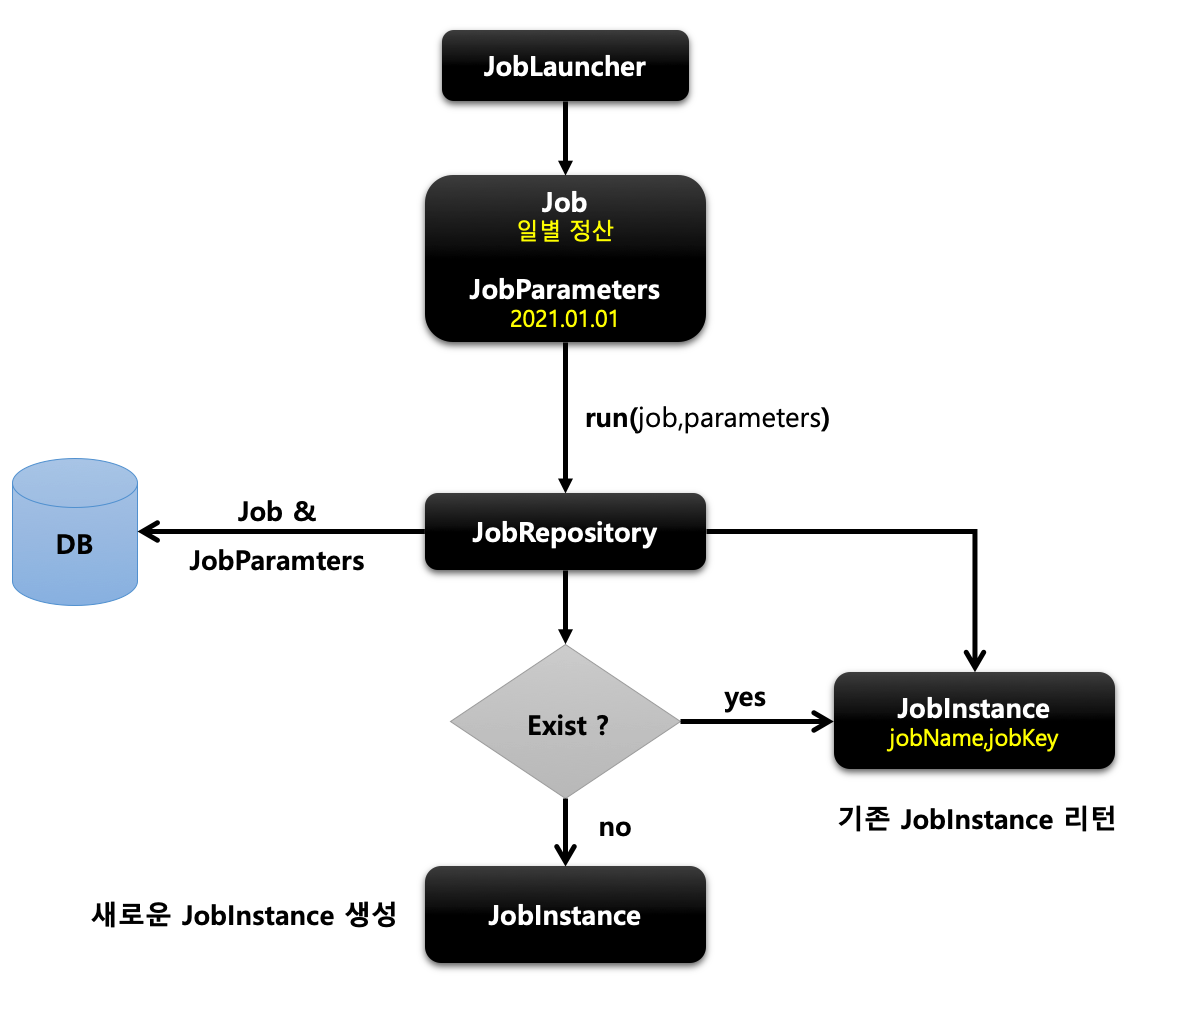 JobLauncher
Job
일별 정산
JobParameters
2021.01.01
run(job,parameters)
Job &
JobParamters
DB
JobRepository
Exist ?
yes
JobInstance
jobName,jobKey
기존 JobInstance 리턴
no
새로운 JobInstance 생성
JobInstance